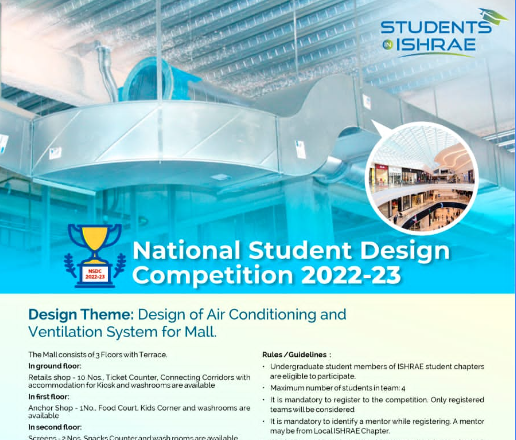 STUDENTS
@ ISHRAE
NSDC
2022-23
National Student Design
Competition 2022-23
Design Theme: Design of Air Conditioning and
Ventilation System for Mall.
The Mall consists of 3 Floors with Terrace.
In ground floor:
Retails shop - 10 Nos., Ticket Counter, Connecting Corridors with
accommodation for Kiosk and washrooms are available
In first floor:
Anchor Shop - 1No., Food Court, Kids Corner and washrooms are
available
In second floor:
Screens - 2 Nos, Snacks Counter and wash rooms are available
Rules /Guidelines :
• Undergraduate student members of ISHRAE student chapters
are eligible to participate.
• Maximum number of students in team: 4
• It is mandatory to register to the competition. Only registered
teams will be considered
• It is mandatory to identify a mentor while registering. A mentor
may be from Local ISHRAE Chapter.